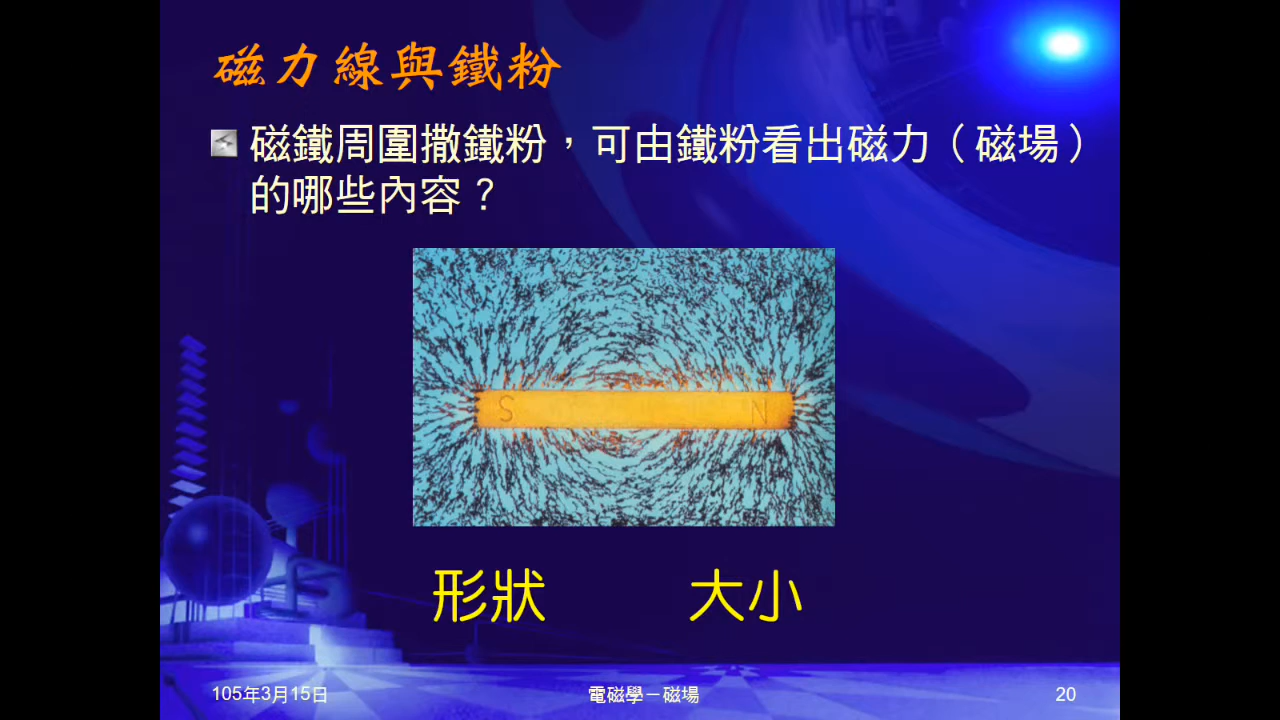 磁力線與鐵粉
磁鐵周圍撒鐵粉，可由鐵粉看出磁力（磁場）
的哪些內容？
S N
形狀 大小
105年3月15日 電磁學－磁場 20